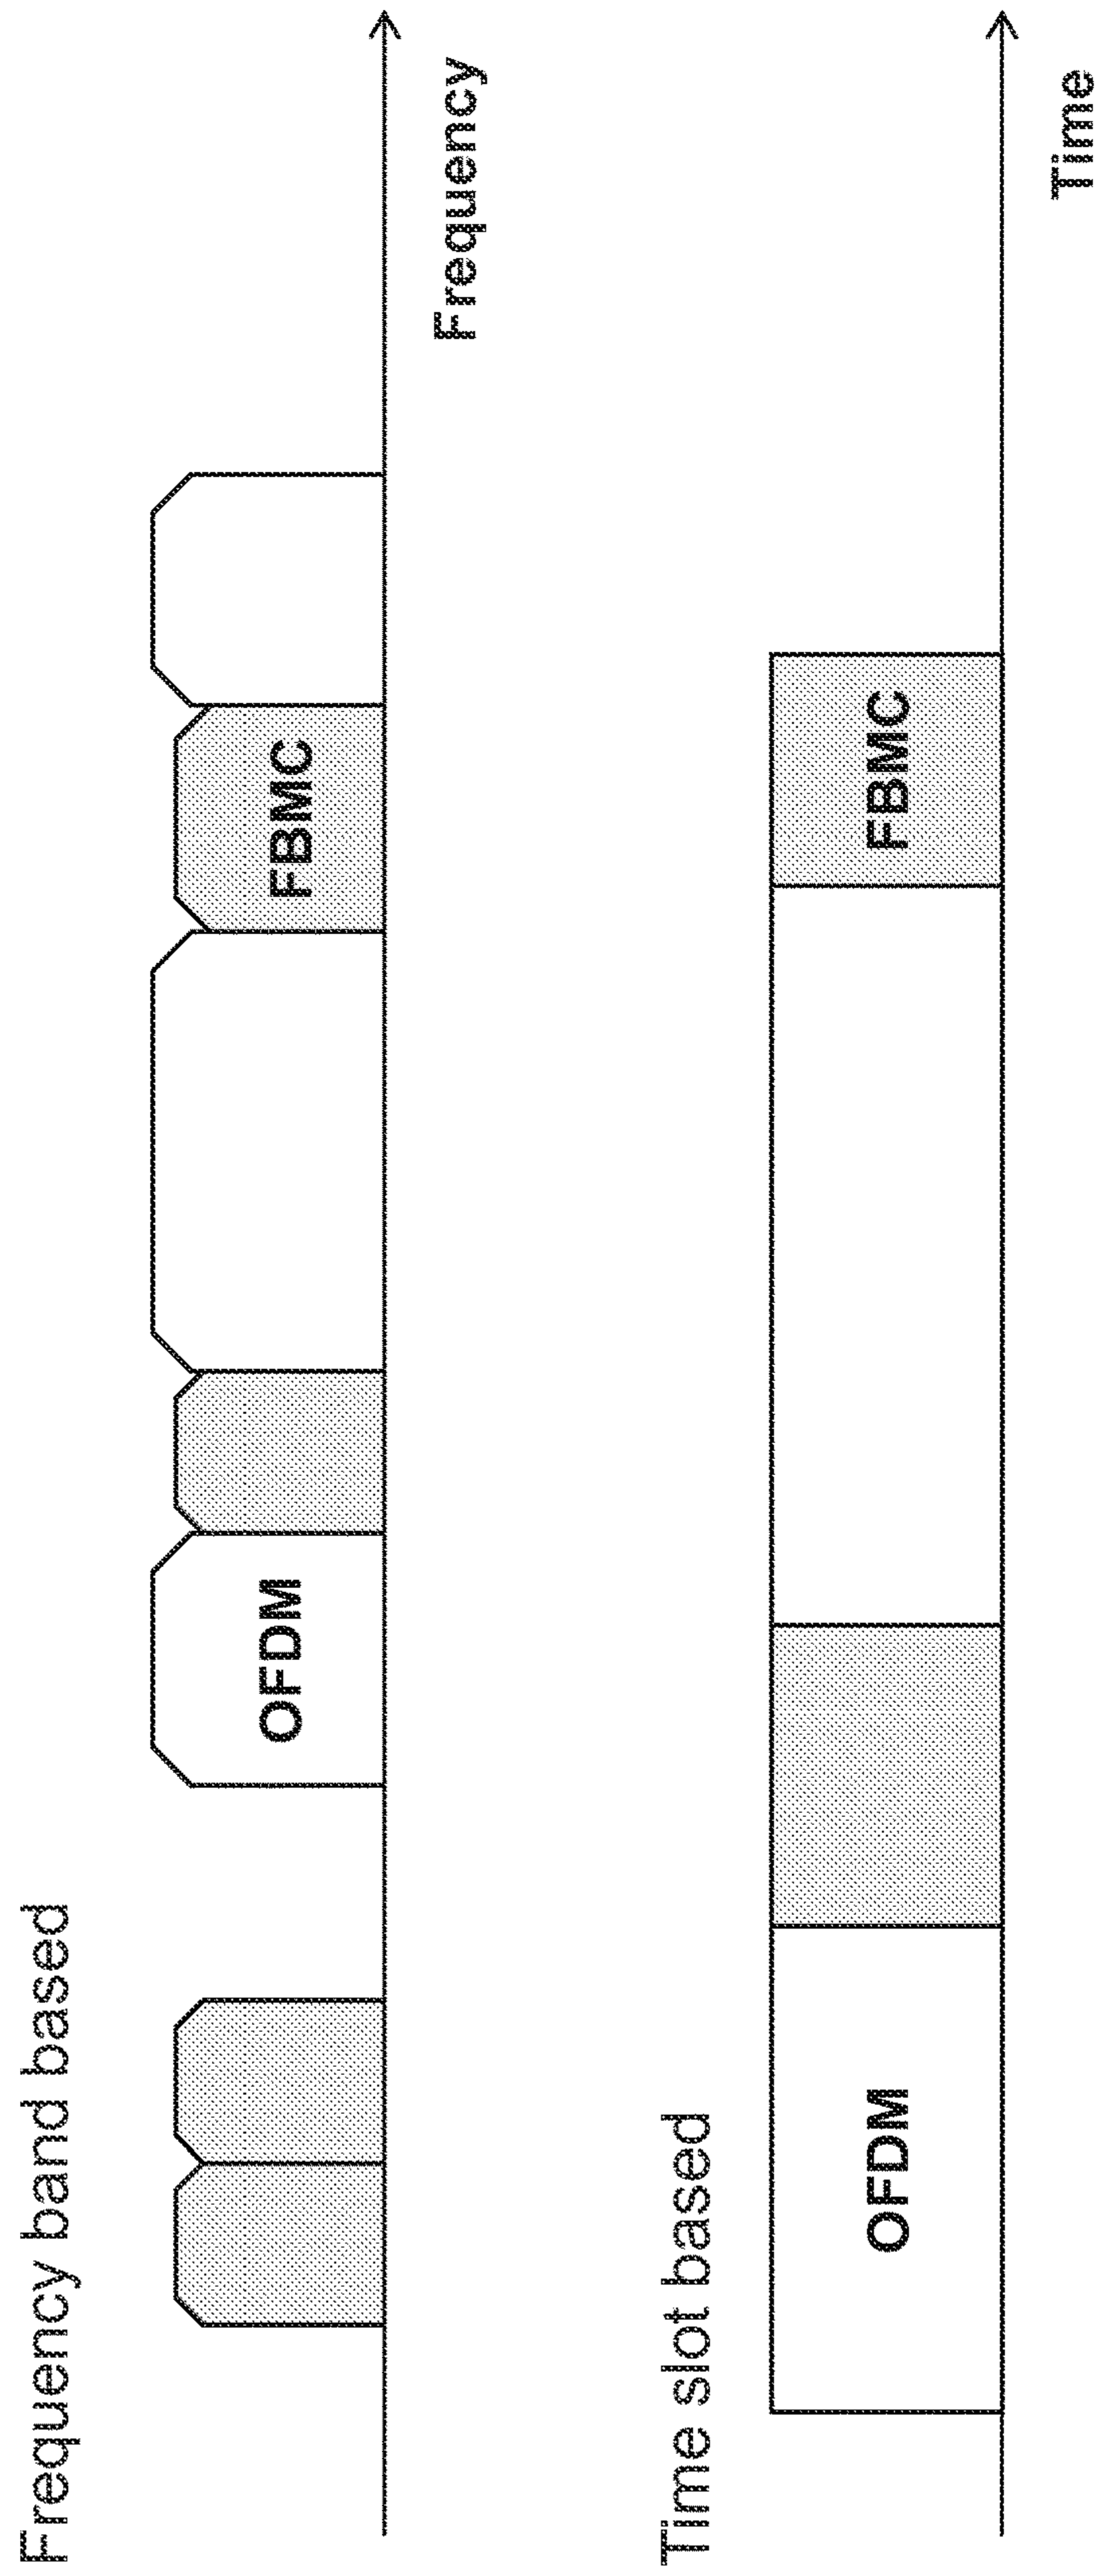 Frequency band based
OFDM
FBMC
Frequency
Time slot based
OFDM
FBMC
Time